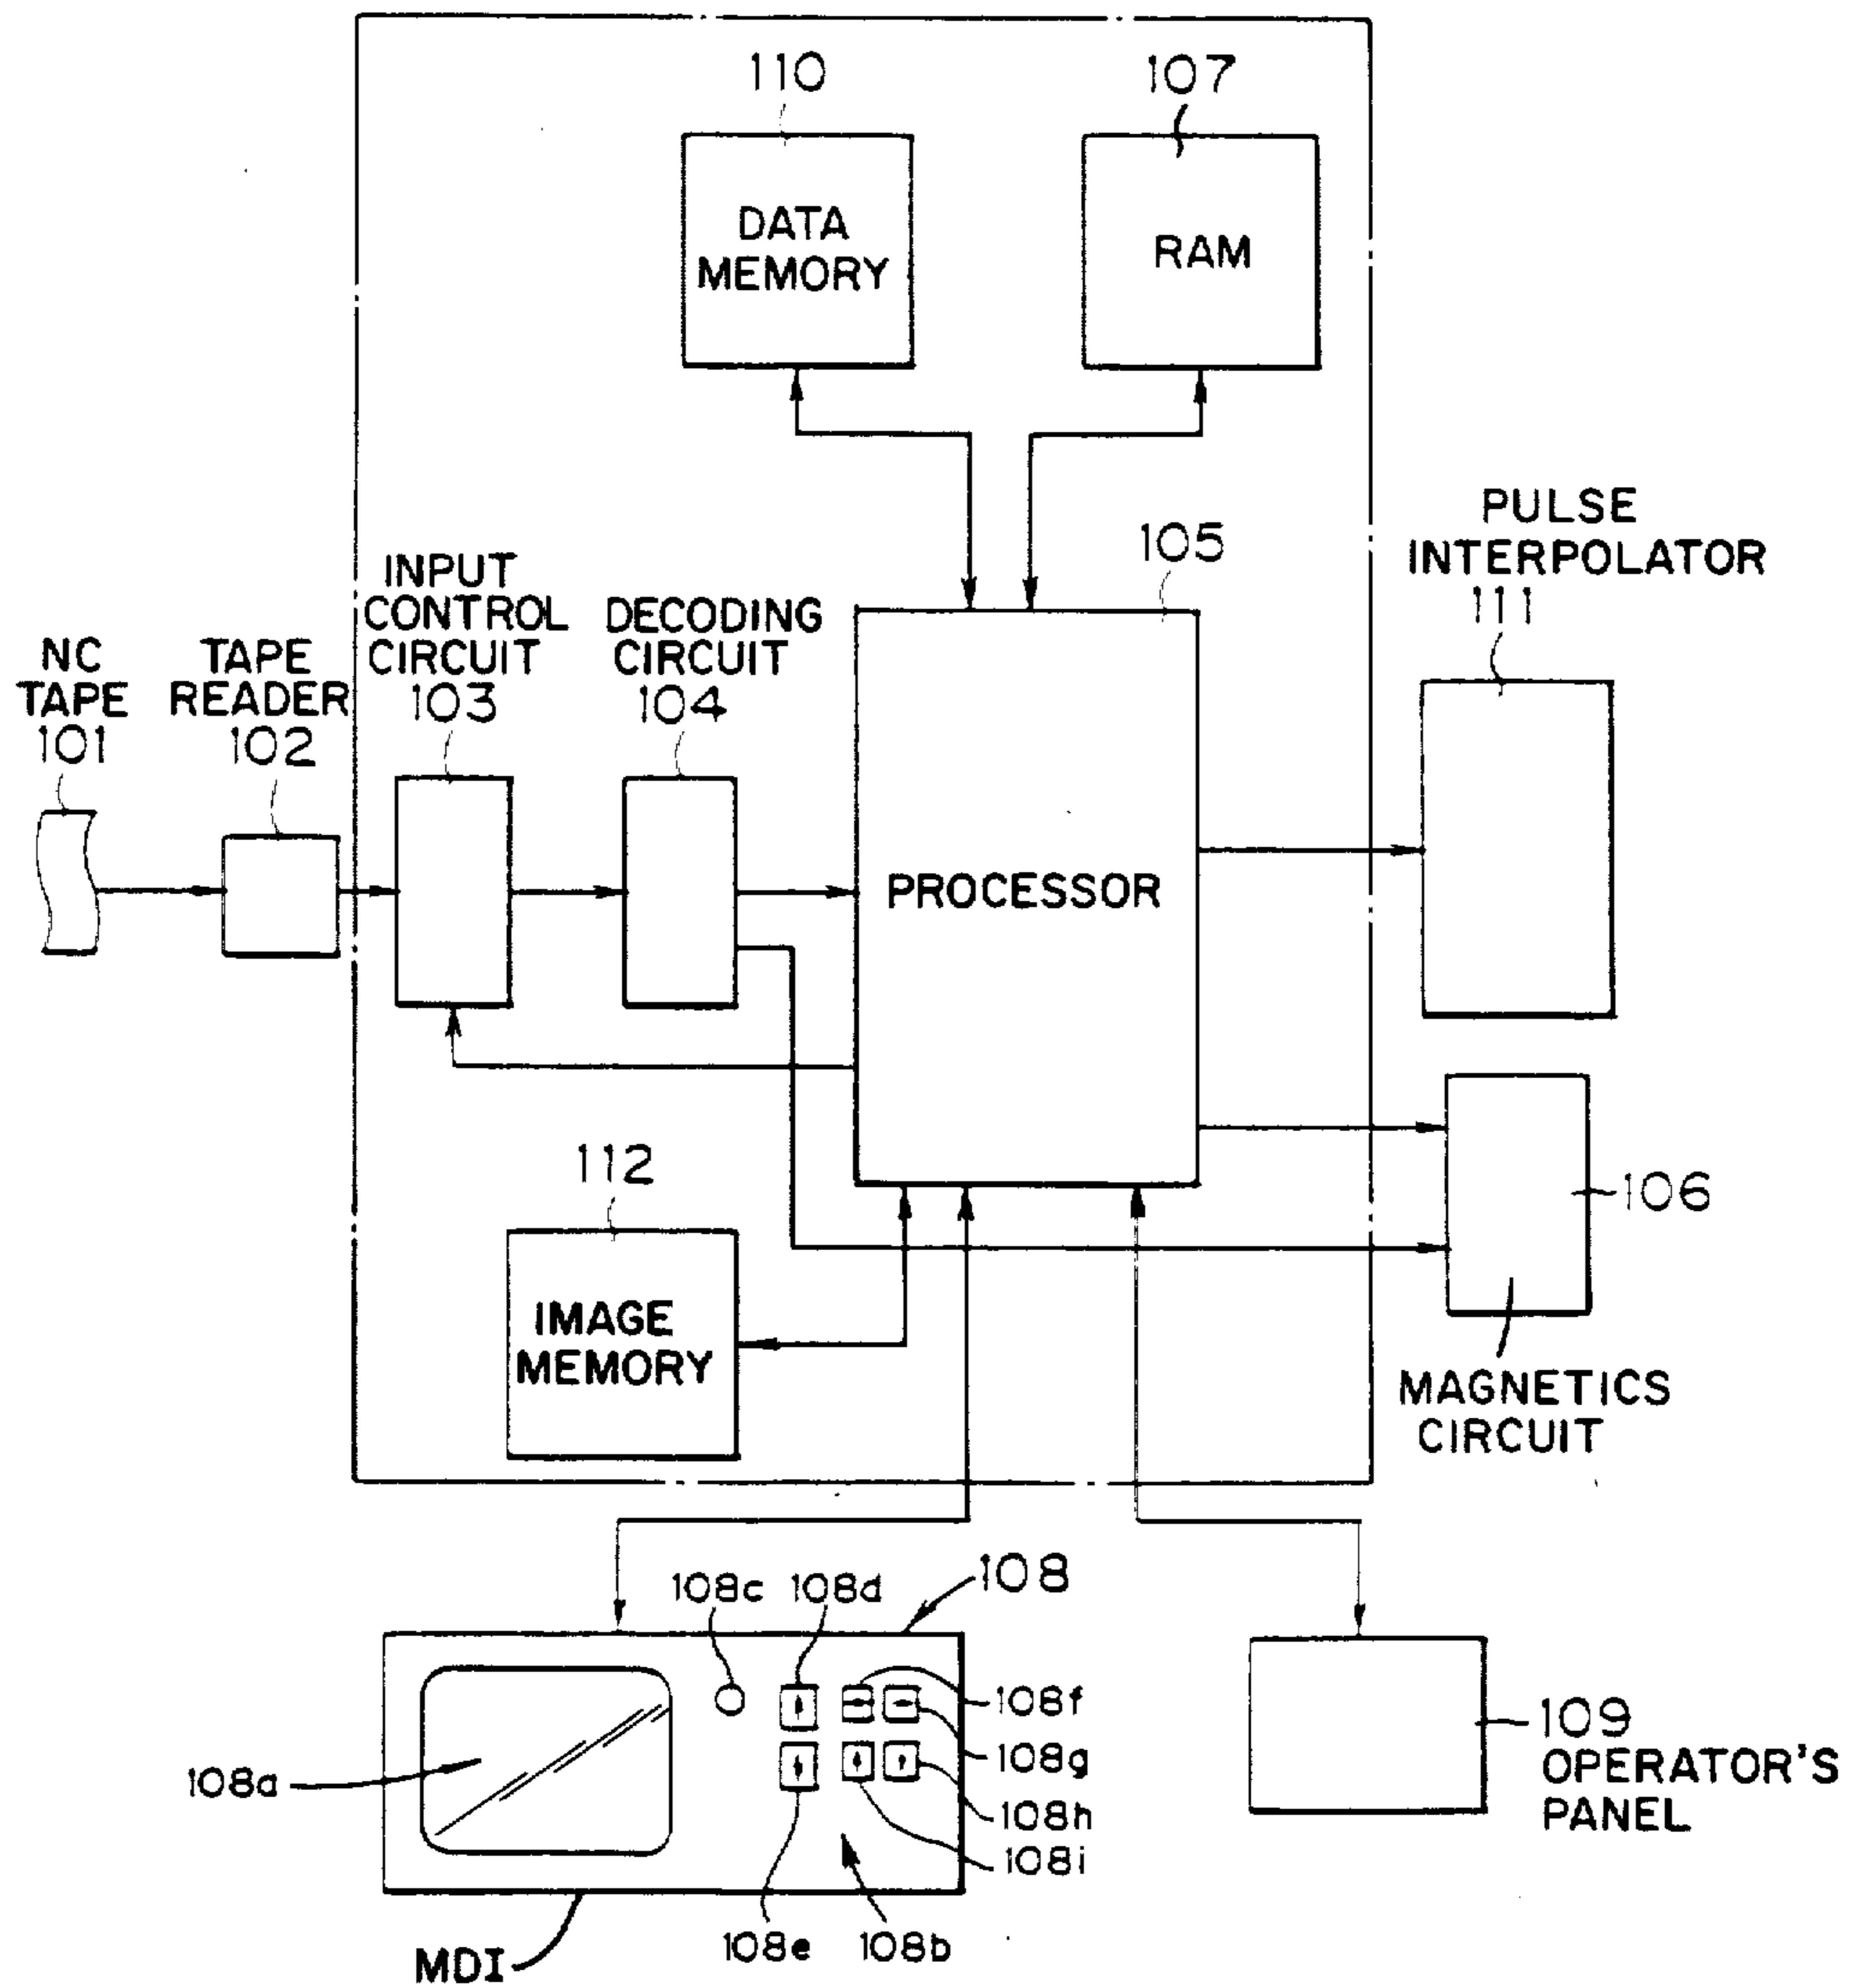 110
107
DATA
MEMORY
RAM
105
PULSE
INTERPOLATOR
111
INPUT
CONTROL
CIRCUIT
103
DECODING
CIRCUIT
104
NC
TAPE
101
TAPE
READER
102
PROCESSOR
112
106
IMAGE
MEMORY
MAGNETICS
CIRCUIT
108c
108d
108
108f
108g
108a
108h
108i
109
OPERATOR'S
PANEL
108e
108b
MDI